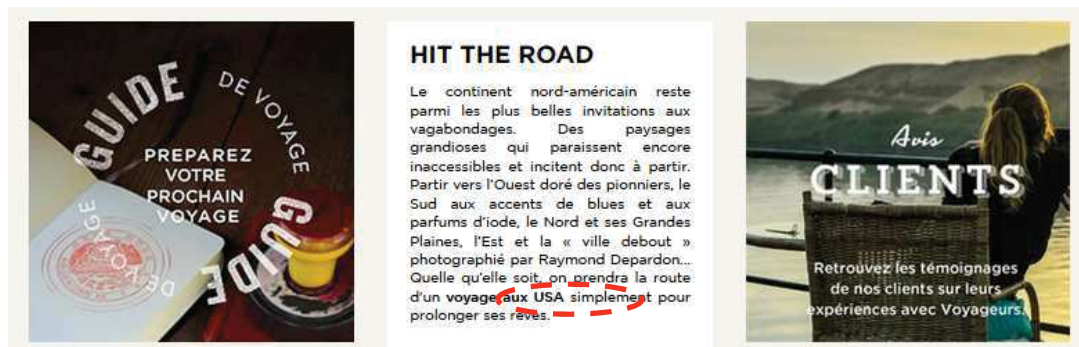 GUIDE
DE VOYAGE
GUIDE
DE VOYAGE
PREPAREZ
VOTRE
PROCHAIN
VOYAGE
HIT THE ROAD
Le continent nord-américain reste
parmi les plus belles invitations aux
vagabondages. Des paysages
grandioses qui paraissent encore
inaccessibles et incitent donc à partir.
Partir vers l'Ouest doré des pionniers, le
Sud aux accents de blues et aux
parfums d'iode, le Nord et ses Grandes
Plaines, l'Est et la « ville debout »
photographié par Raymond Depardon...
Quelle qu'elle soit, on prendra la route
d'un voyage aux USA simplement pour
prolonger ses rêves.
Avis
CLIENTS
Retrouvez les témoignages
de nos clients sur leurs
expériences avec Voyageurs.